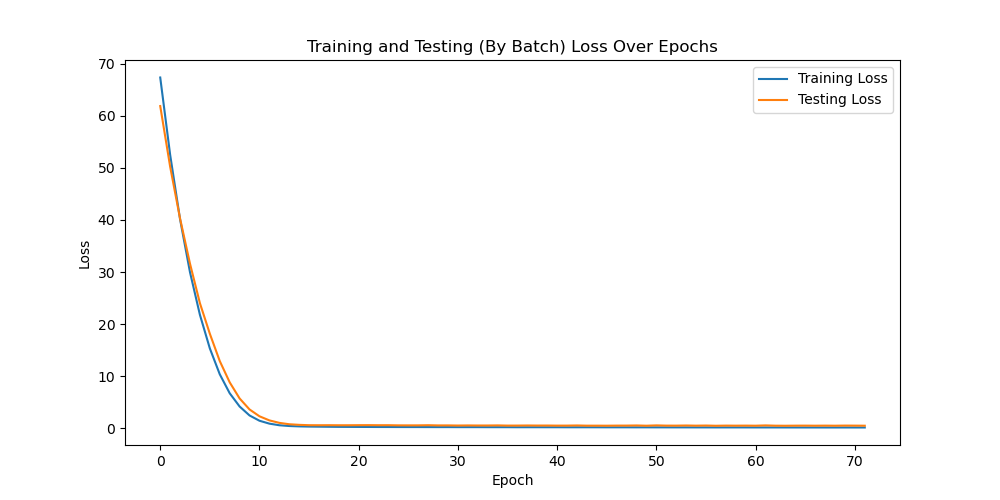 Training and Testing (By Batch) Loss Over Epochs
Training Loss
Testing Loss
Loss
70
60
50
40
30
20
10
0
0 10 20 30 40 50 60 70
Epoch